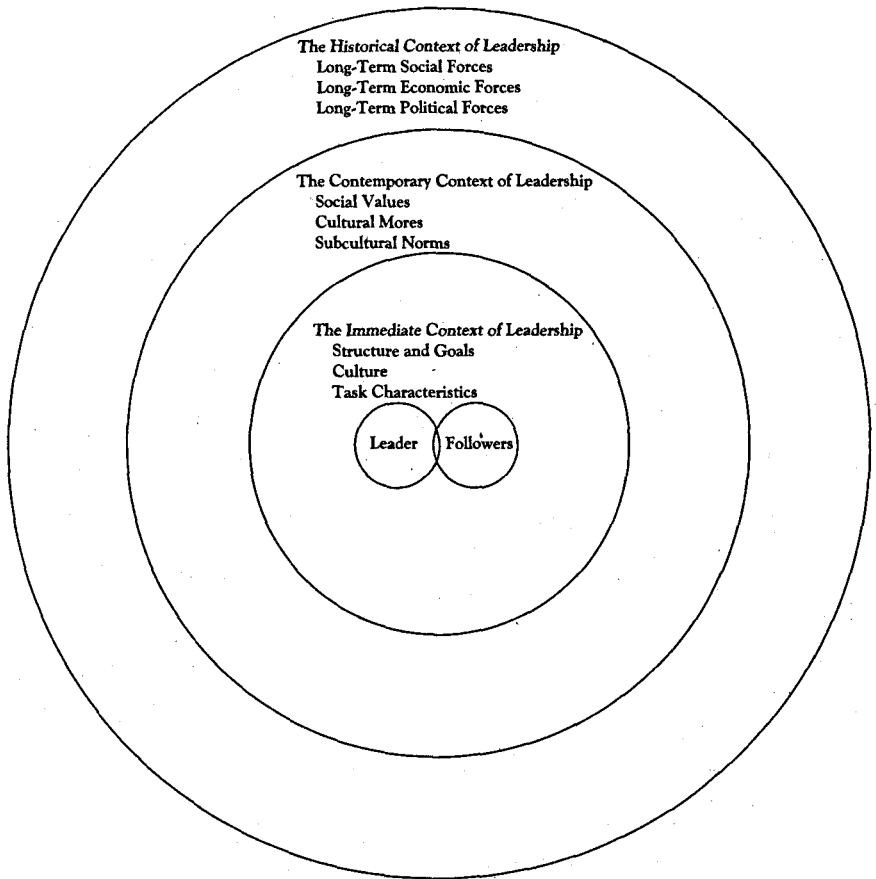 The Historical Context of Leadership
Long-Term Social Forces
Long-Term Economic Forces
Long-Term Political Forces
The Contemporary Context of Leadership
Social Values
Cultural Mores
Subcultural Norms
The Immediate Context of Leadership
Structure and Goals
Culture
Task Characteristics
Leader Followers